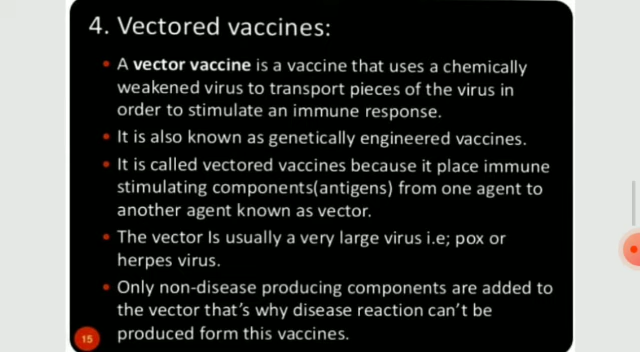 4. Vectored vaccines:
• A vector vaccine is a vaccine that uses a chemically
weakened virus to transport pieces of the virus in
order to stimulate an immune response.
• It is also known as genetically engineered vaccines.
• It is called vectored vaccines because it place immune
stimulating components(antigens) from one agent to
another agent known as vector.
• The vector Is usually a very large virus i.e; pox or
herpes virus.
• Only non-disease producing components are added to
the vector that's why disease reaction can't be
produced form this vaccines.
15